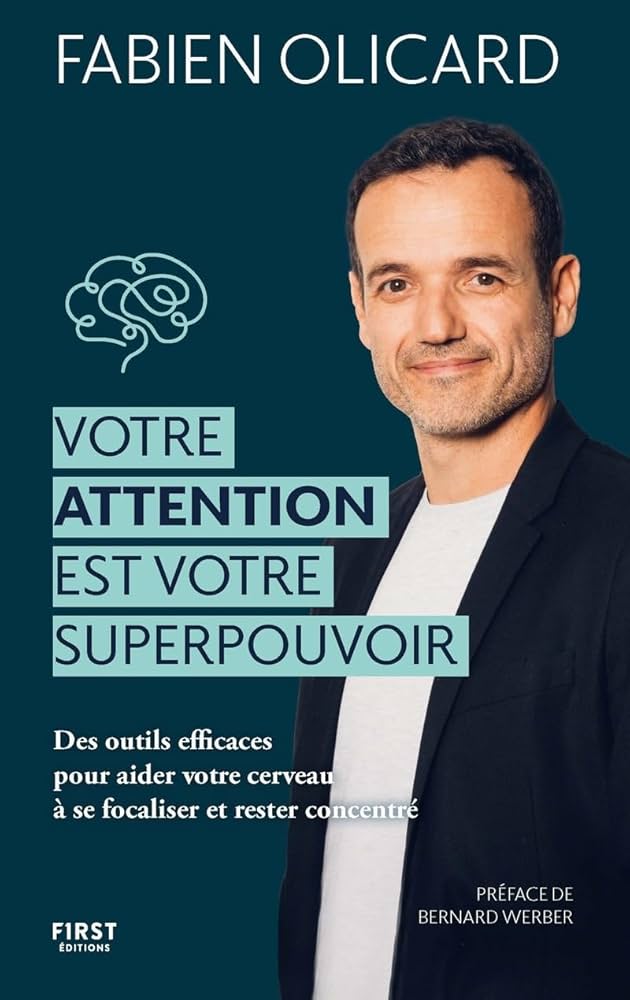 FABIEN OLICARD
VOTRE
ATTENTION
EST VOTRE
SUPERPOUVOIR
Des outils efficaces
pour aider votre cerveau
à se focaliser et rester concentré
PRÉFACE DE
BERNARD WERBER
FIRST
ÉDITIONS